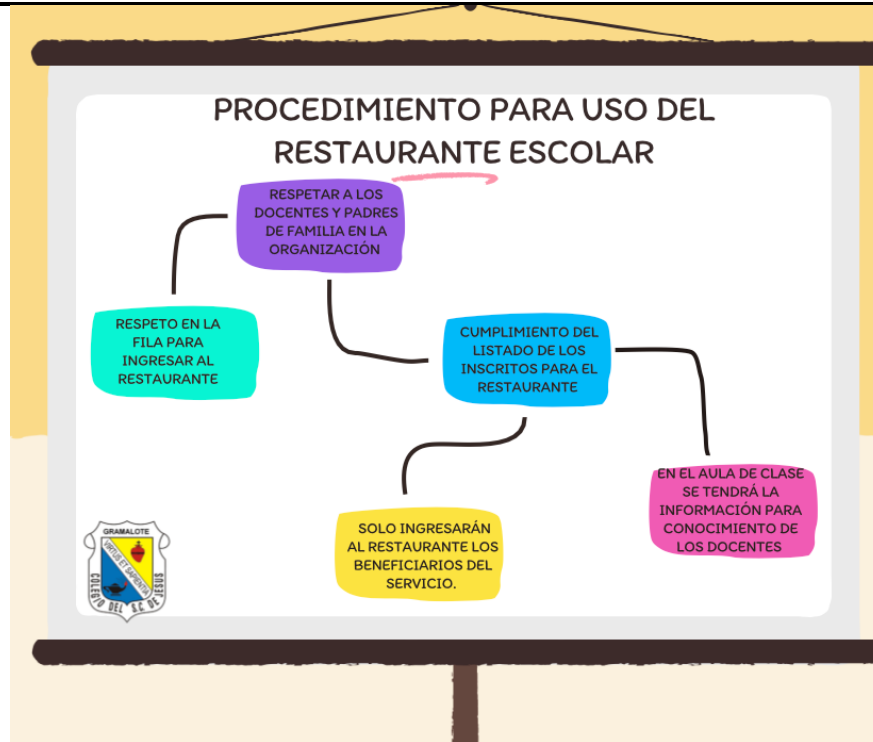 PROCEDIMIENTO PARA USO DEL
RESTAURANTE ESCOLAR
RESPETAR A LOS
DOCENTES Y PADRES
DE FAMILIA EN LA
ORGANIZACIÓN
RESPETO EN LA
FILA PARA
INGRESAR AL
RESTAURANTE
CUMPLIMIENTO DEL
LISTADO DE LOS
INSCRITOS PARA EL
RESTAURANTE
SOLO INGRESARÁN
AL RESTAURANTE LOS
BENEFICIARIOS DEL
SERVICIO.
EN EL AULA DE CLASE
SE TENDRÁ LA
INFORMACIÓN PARA
CONOCIMIENTO DE
LOS DOCENTES
GRAMALOTE
VIRTUS ET SAPIENTIA
COLEGIO DEL S.C. DE JESUS